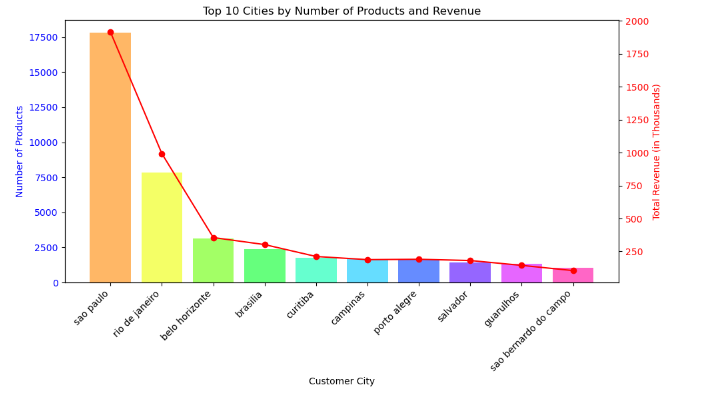 Top 10 Cities by Number of Products and Revenue
Number of Products
17500
15000
12500
10000
7500
5000
2500
0
2000
1750
1500
1250
1000
750
500
250
Total Revenue (in Thousands)
sao paulo
rio de janeiro
belo horizonte
brasilia
curitiba
campinas
porto alegre
salvador
guarulhos
sao bernardo do campo
Customer City